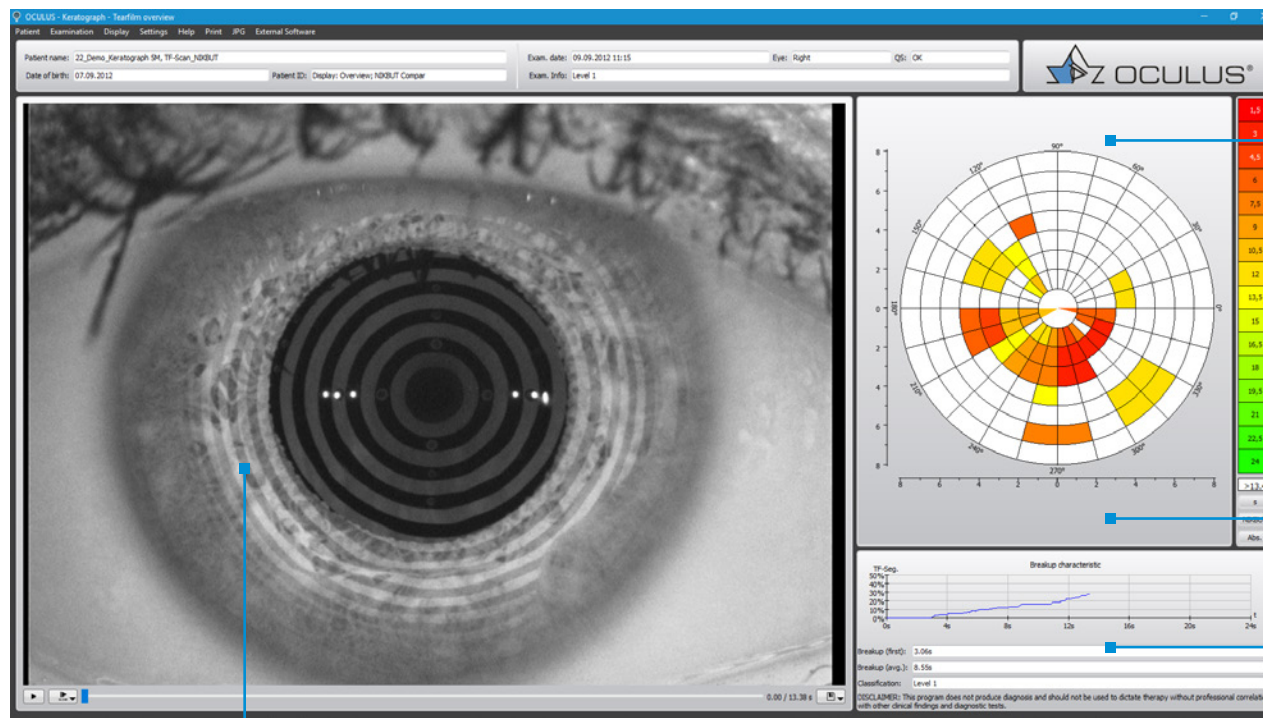 OCULUS - Keratograph - Tearfilm overview
Patient Examination Display Settings Help Print JPG External Software
Patient name: 22_Demo_Keratograph 5M, TF-Scan_NIKBUT
Exam. date: 09.09.2012 11:15 Eye: Right QS: OK
Date of birth: 07.09.2012 Patient ID: Display: Overview; NIKBUT Compar
Exam. Info: Level 1
OCULUS®
90°
120° 60°
150° 30°
180° 0°
210° 330°
240° 300°
270°
8
6
4
2
0
2
4
6
8
8 6 4 2 0 2 4 6 8
1,5
3
4,5
6
7,5
9
10,5
12
13,5
15
16,5
18
19,5
21
22,5
24
>13,4
s
Abs.
Breakup characteristic
TF-Seg.
50%
40%
30%
20%
10%
0%
0s 4s 8s 12s 16s 20s 24s
t
Breakup (first): 3.06s
Breakup (avg.): 8.55s
Classification: Level 1
DISCLAIMER: This program does not produce diagnosis and should not be used to dictate therapy without professional correlati
with other clinical findings and diagnostic tests.
0.00 / 13.38 s